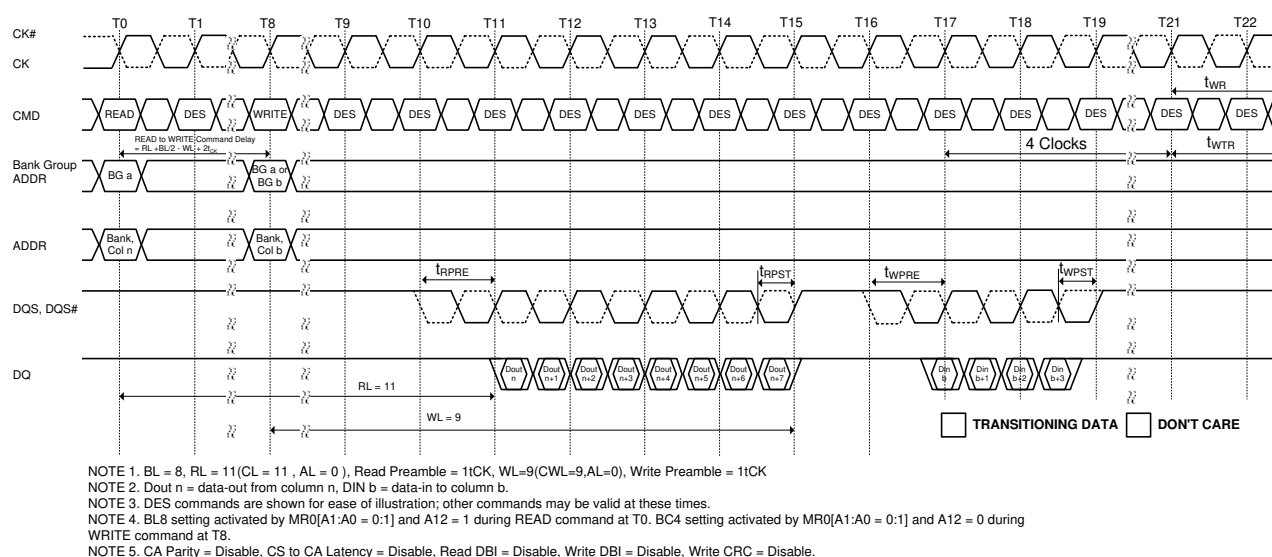 T0 T1 T8 T9 T10 T11 T12 T13 T14 T15 T16 T17 T18 T19 T21 T22
CK#
CK
tWR
CMD READ DES WRITE DES DES DES DES DES DES DES DES DES DES DES DES DES
READ to WRITE Command Delay
= RL +BL/2 - WL + 2tCK
4 Clocks
tWTR
Bank Group
ADDR
BG a
BG a or
BG b
ADDR
Bank,
Col n
Bank,
Col b
tRPRE tRPST tWPRE tWPST
DQS, DQS#
DQ
Dout
n
Dout
n+1
Dout
n+2
Dout
n+3
Dout
n+4
Dout
n+5
Dout
n+6
Dout
n+7
Din
b
Din
b+1
Din
b+2
Din
b+3
RL = 11
WL = 9
TRANSITIONING DATA DON'T CARE
NOTE 1. BL = 8, RL = 11(CL = 11 , AL = 0 ), Read Preamble = 1tCK, WL=9(CWL=9,AL=0), Write Preamble = 1tCK
NOTE 2. Dout n = data-out from column n, DIN b = data-in to column b.
NOTE 3. DES commands are shown for ease of illustration; other commands may be valid at these times.
NOTE 4. BL8 setting activated by MR0[A1:A0 = 0:1] and A12 = 1 during READ command at T0. BC4 setting activated by MR0[A1:A0 = 0:1] and A12 = 0 during
WRITE command at T8.
NOTE 5. CA Parity = Disable, CS to CA Latency = Disable, Read DBI = Disable, Write DBI = Disable, Write CRC = Disable.